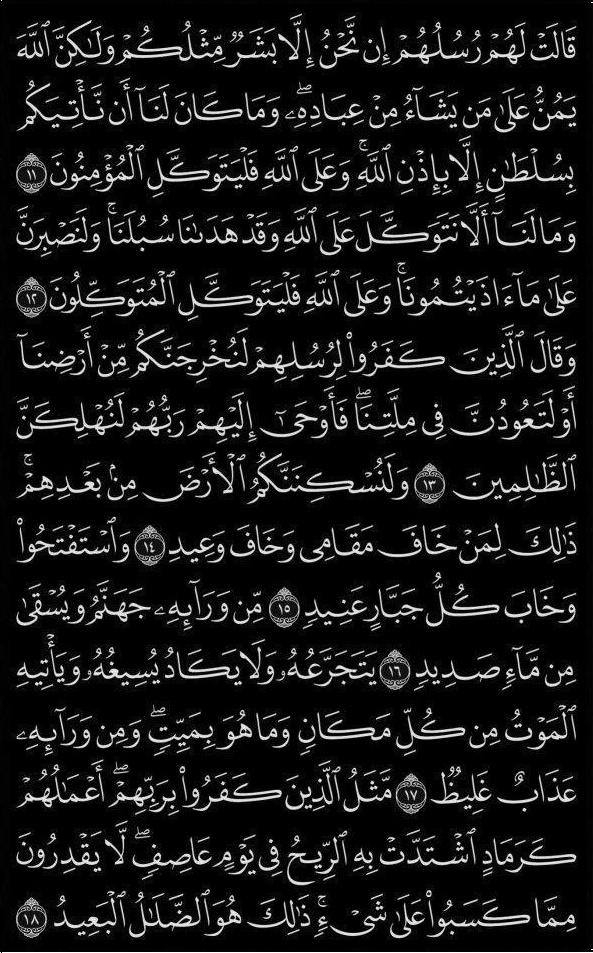 قَالَتْ لَهُمْ رُسُلُهُمْ إِن نَّحْنُ إِلَّا بَشَرٌ مِّثْلُكُمْ وَلَٰكِنَّ ٱللَّهَ
يَمُنُّ عَلَىٰ مَن يَشَآءُ مِنْ عِبَادِهِۦۖ وَمَا كَانَ لَنَآ أَن نَّأْتِيَكُم
بِسُلْطَٰنٍ إِلَّا بِإِذْنِ ٱللَّهِۚ وَعَلَى ٱللَّهِ فَلْيَتَوَكَّلِ ٱلْمُؤْمِنُونَ ١١
وَمَا لَنَآ أَلَّا نَتَوَكَّلَ عَلَى ٱللَّهِ وَقَدْ هَدَىٰنَا سُبُلَنَاۚ وَلَنَصْبِرَنَّ
عَلَىٰ مَآ ءَاذَيْتُمُونَاۚ وَعَلَى ٱللَّهِ فَلْيَتَوَكَّلِ ٱلْمُتَوَكِّلُونَ ١٢
وَقَالَ ٱلَّذِينَ كَفَرُوا۟ لِرُسُلِهِمْ لَنُخْرِجَنَّكُم مِّنْ أَرْضِنَآ
أَوْ لَتَعُودُنَّ فِى مِلَّتِنَاۖ فَأَوْحَىٰٓ إِلَيْهِمْ رَبُّهُمْ لَنُهْلِكَنَّ
ٱلظَّٰلِمِينَ ١٣ وَلَنُسْكِنَنَّكُمُ ٱلْأَرْضَ مِنۢ بَعْدِهِمْۚ
ذَٰلِكَ لِمَنْ خَافَ مَقَامِى وَخَافَ وَعِيدِ ١٤ وَٱسْتَفْتَحُوا۟
وَخَابَ كُلُّ جَبَّارٍ عَنِيدٍ ١٥ مِّن وَرَآئِهِۦ جَهَنَّمُ وَيُسْقَىٰ
مِن مَّآءٍ صَدِيدٍ ١٦ يَتَجَرَّعُهُۥ وَلَا يَكَادُ يُسِيغُهُۥ وَيَأْتِيهِ
ٱلْمَوْتُ مِن كُلِّ مَكَانٍ وَمَا هُوَ بِمَيِّتٍۖ وَمِن وَرَآئِهِۦ
عَذَابٌ غَلِيظٌ ١٧ مَّثَلُ ٱلَّذِينَ كَفَرُوا۟ بِرَبِّهِمْۖ أَعْمَٰلُهُمْ
كَرَمَادٍ ٱشْتَدَّتْ بِهِ ٱلرِّيحُ فِى يَوْمٍ عَاصِفٍۖ لَّا يَقْدِرُونَ
مِمَّا كَسَبُوا۟ عَلَىٰ شَىْءٍۚ ذَٰلِكَ هُوَ ٱلضَّلَٰلُ ٱلْبَعِيدُ ١٨